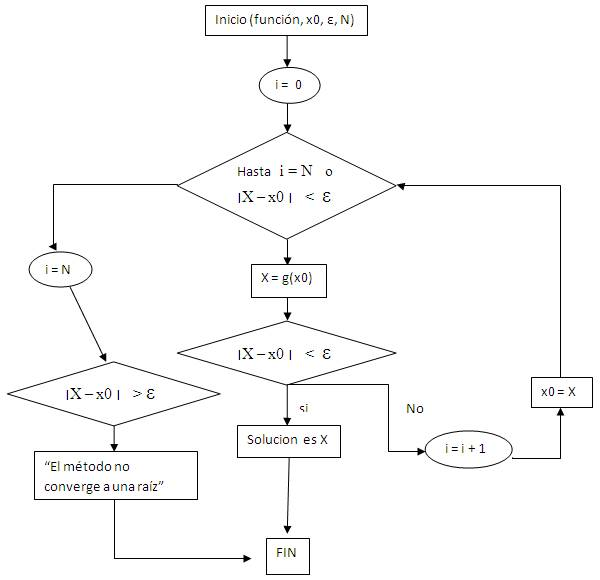 Inicio (función, x0, ε, N)
i = 0
Hasta i = N o
|X – x0| < ε
i = N
X = g(x0)
|X – x0| < ε
|X – x0| > ε
x0 = X
si
No
Solucion es X
i = i + 1
“El método no
converge a una raíz”
FIN